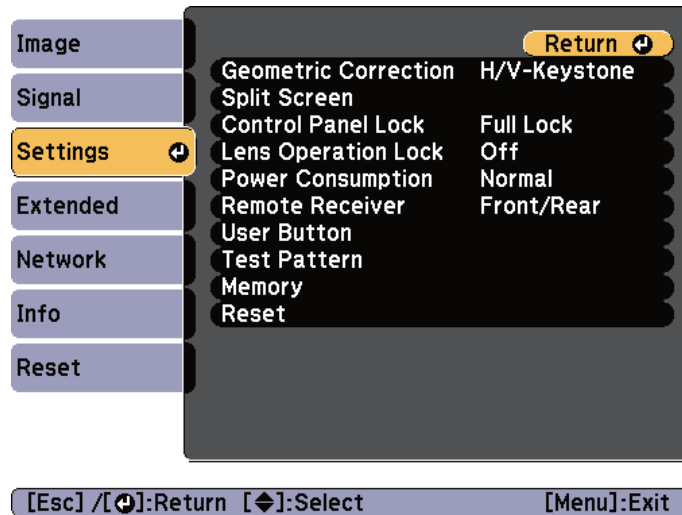 Image
Signal
Settings
Extended
Network
Info
Reset
Return
Geometric Correction H/V-Keystone
Split Screen
Control Panel Lock Full Lock
Lens Operation Lock Off
Power Consumption Normal
Remote Receiver Front/Rear
User Button
Test Pattern
Memory
Reset
[Esc] /[⏎]:Return [◆]:Select [Menu]:Exit